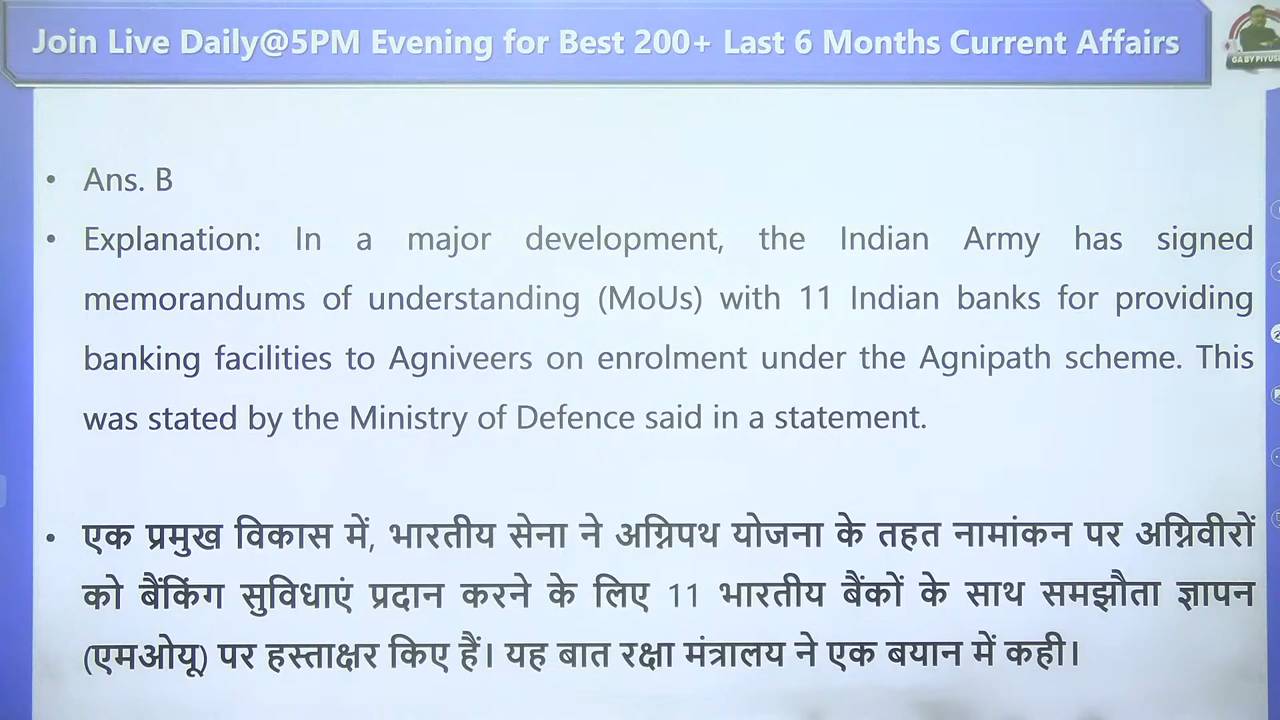 Join Live Daily@5PM Evening for Best 200+ Last 6 Months Current Affairs
GA BY PIYUSH
• Ans. B
• Explanation: In a major development, the Indian Army has signed
memorandums of understanding (MoUs) with 11 Indian banks for providing
banking facilities to Agniveers on enrolment under the Agnipath scheme. This
was stated by the Ministry of Defence said in a statement.
• एक प्रमुख विकास में, भारतीय सेना ने अग्निपथ योजना के तहत नामांकन पर अग्निवीरों
को बैंकिंग सुविधाएं प्रदान करने के लिए 11 भारतीय बैंकों के साथ समझौता ज्ञापन
(एमओयू) पर हस्ताक्षर किए हैं। यह बात रक्षा मंत्रालय ने एक बयान में कही।